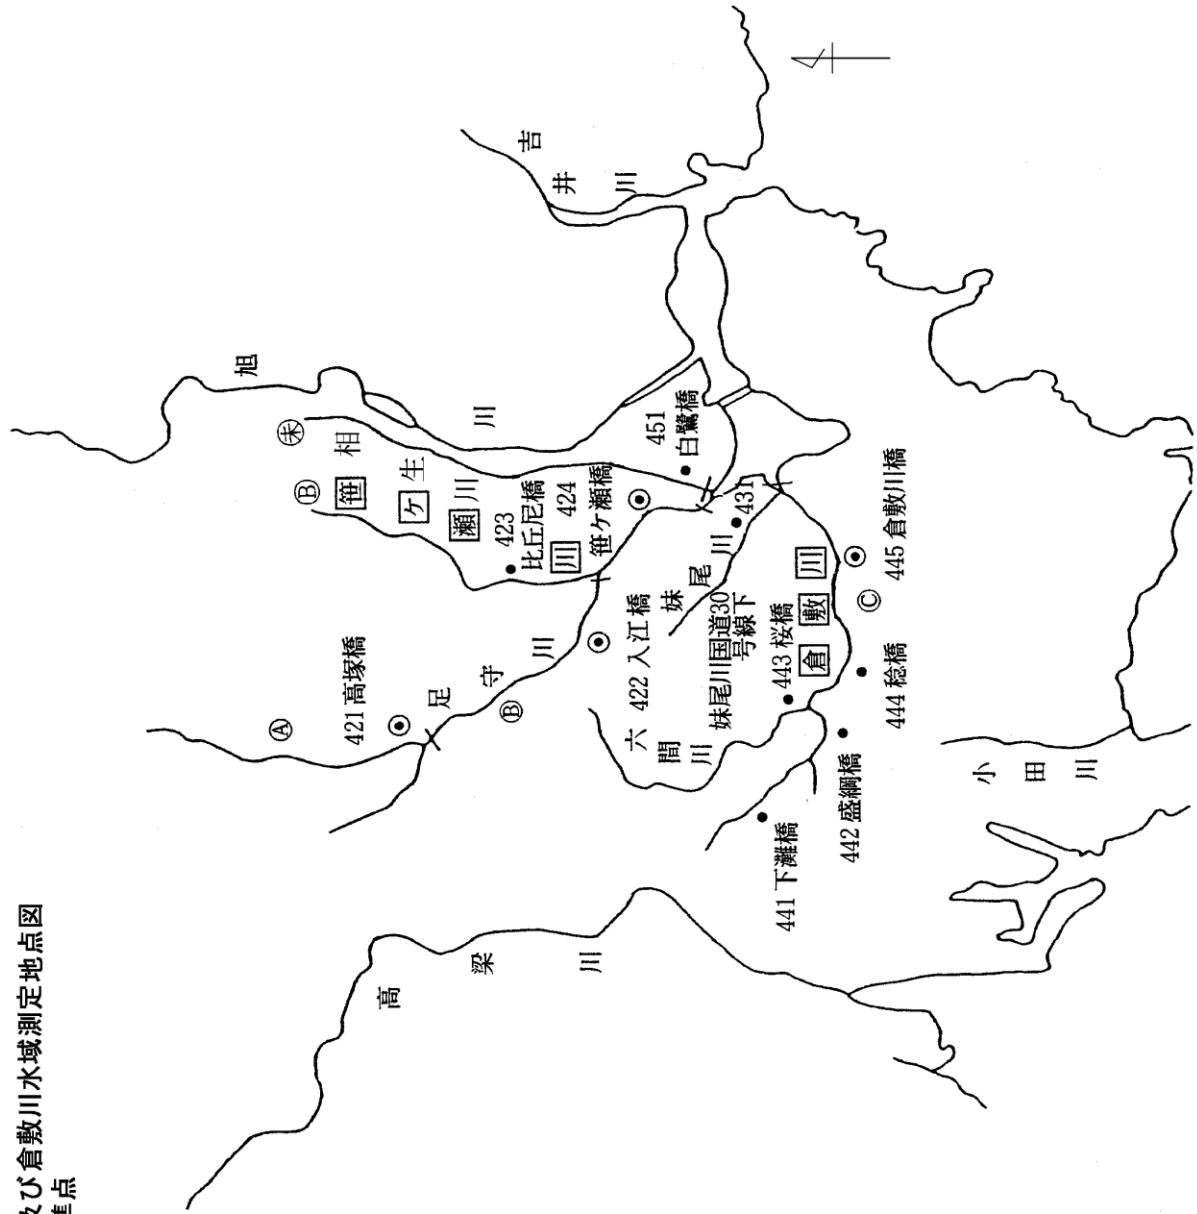 及び倉敷川水域測定地点図
準点
旭
川
吉
井
川
未
相
生
川
Ⓑ
笹
ケ
瀬
川
423
比丘尼橋
424
笹ケ瀬橋
451
白鷺橋
Ⓐ
421 高塚橋
足
守
川
Ⓑ
422 入江橋
妹
尾
川
431
妹尾川国道30
号線下
六
間
川
443 桜橋
倉
敷
川
445 倉敷川橋
Ⓒ
444 稔橋
442 盛綱橋
441 下灘橋
小
田
川
高
梁
川